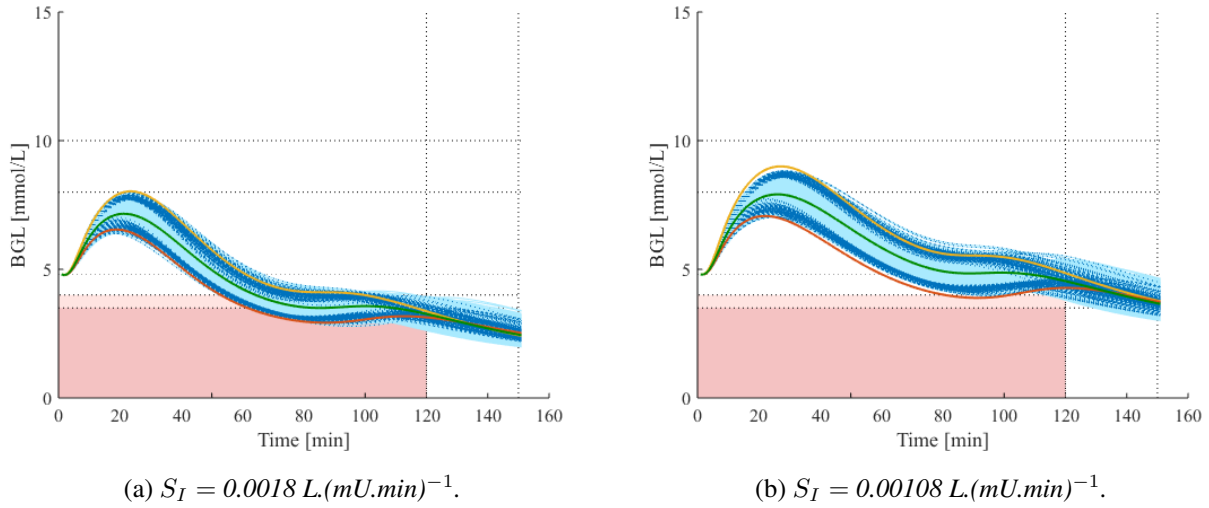 15
10
5
0
BGL [mmol/L]
0 20 40 60 80 100 120 140 160
Time [min]
(a) S_I = 0.0018 L.(mU.min)⁻¹.
15
10
5
0
BGL [mmol/L]
0 20 40 60 80 100 120 140 160
Time [min]
(b) S_I = 0.00108 L.(mU.min)⁻¹.